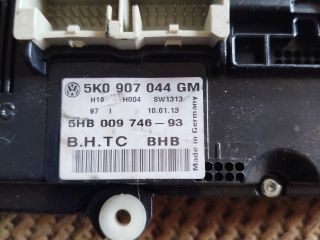 5K0 907 044 GM
H19 H004 SW1313
97 I 10.01.13
5HB 009 746-93
B.H.TC BHB
Made in Germany